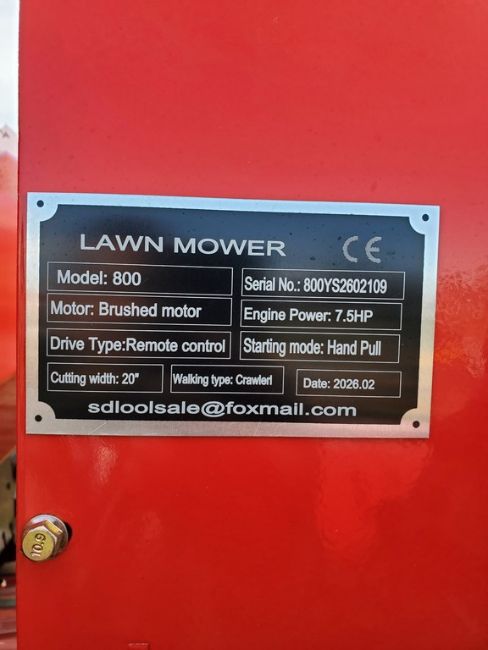 LAWN MOWER CE
Model: 800
Serial No.: 800YS2602109
Motor: Brushed motor
Engine Power: 7.5HP
Drive Type:Remote control
Starting mode: Hand Pull
Cutting width: 20"
Walking type: Crawlerl
Date: 2026.02
sdloolsale@foxmail.com
10.9